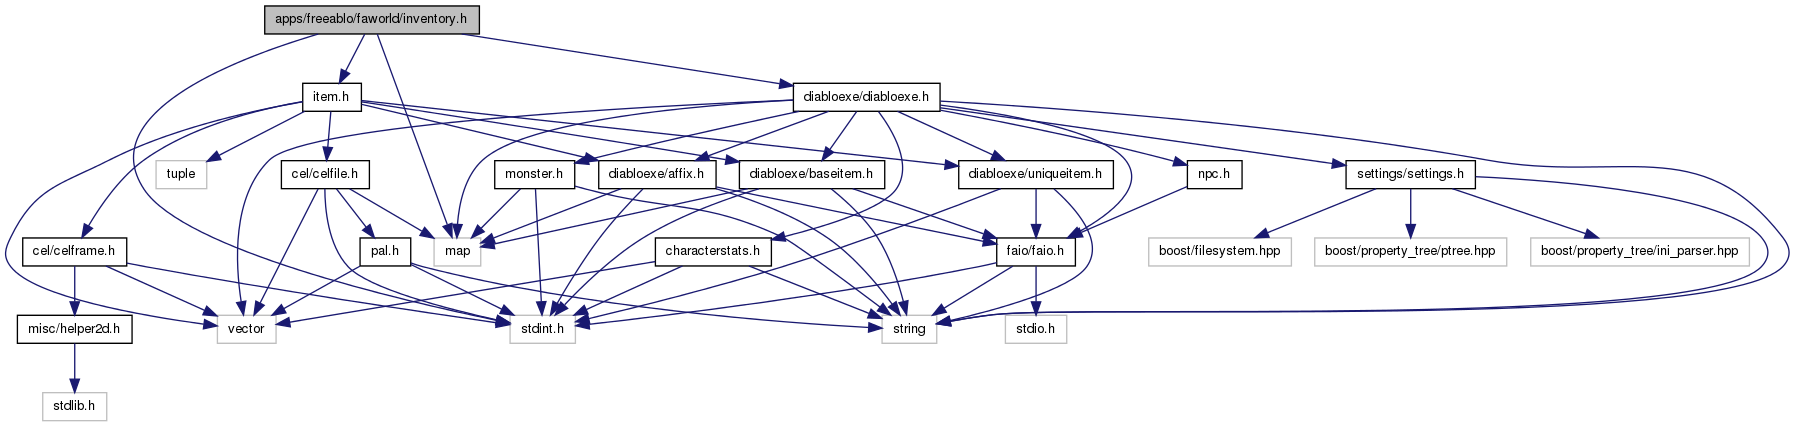 apps/freeablo/faworld/inventory.h
item.h
diabloexe/diabloexe.h
tuple
cel/celfile.h
monster.h
diabloexe/affix.h
diabloexe/baseitem.h
diabloexe/uniqueitem.h
npc.h
settings/settings.h
cel/celframe.h
pal.h
map
characterstats.h
faio/faio.h
boost/filesystem.hpp
boost/property_tree/ptree.hpp
boost/property_tree/ini_parser.hpp
misc/helper2d.h
vector
stdint.h
string
stdio.h
stdlib.h